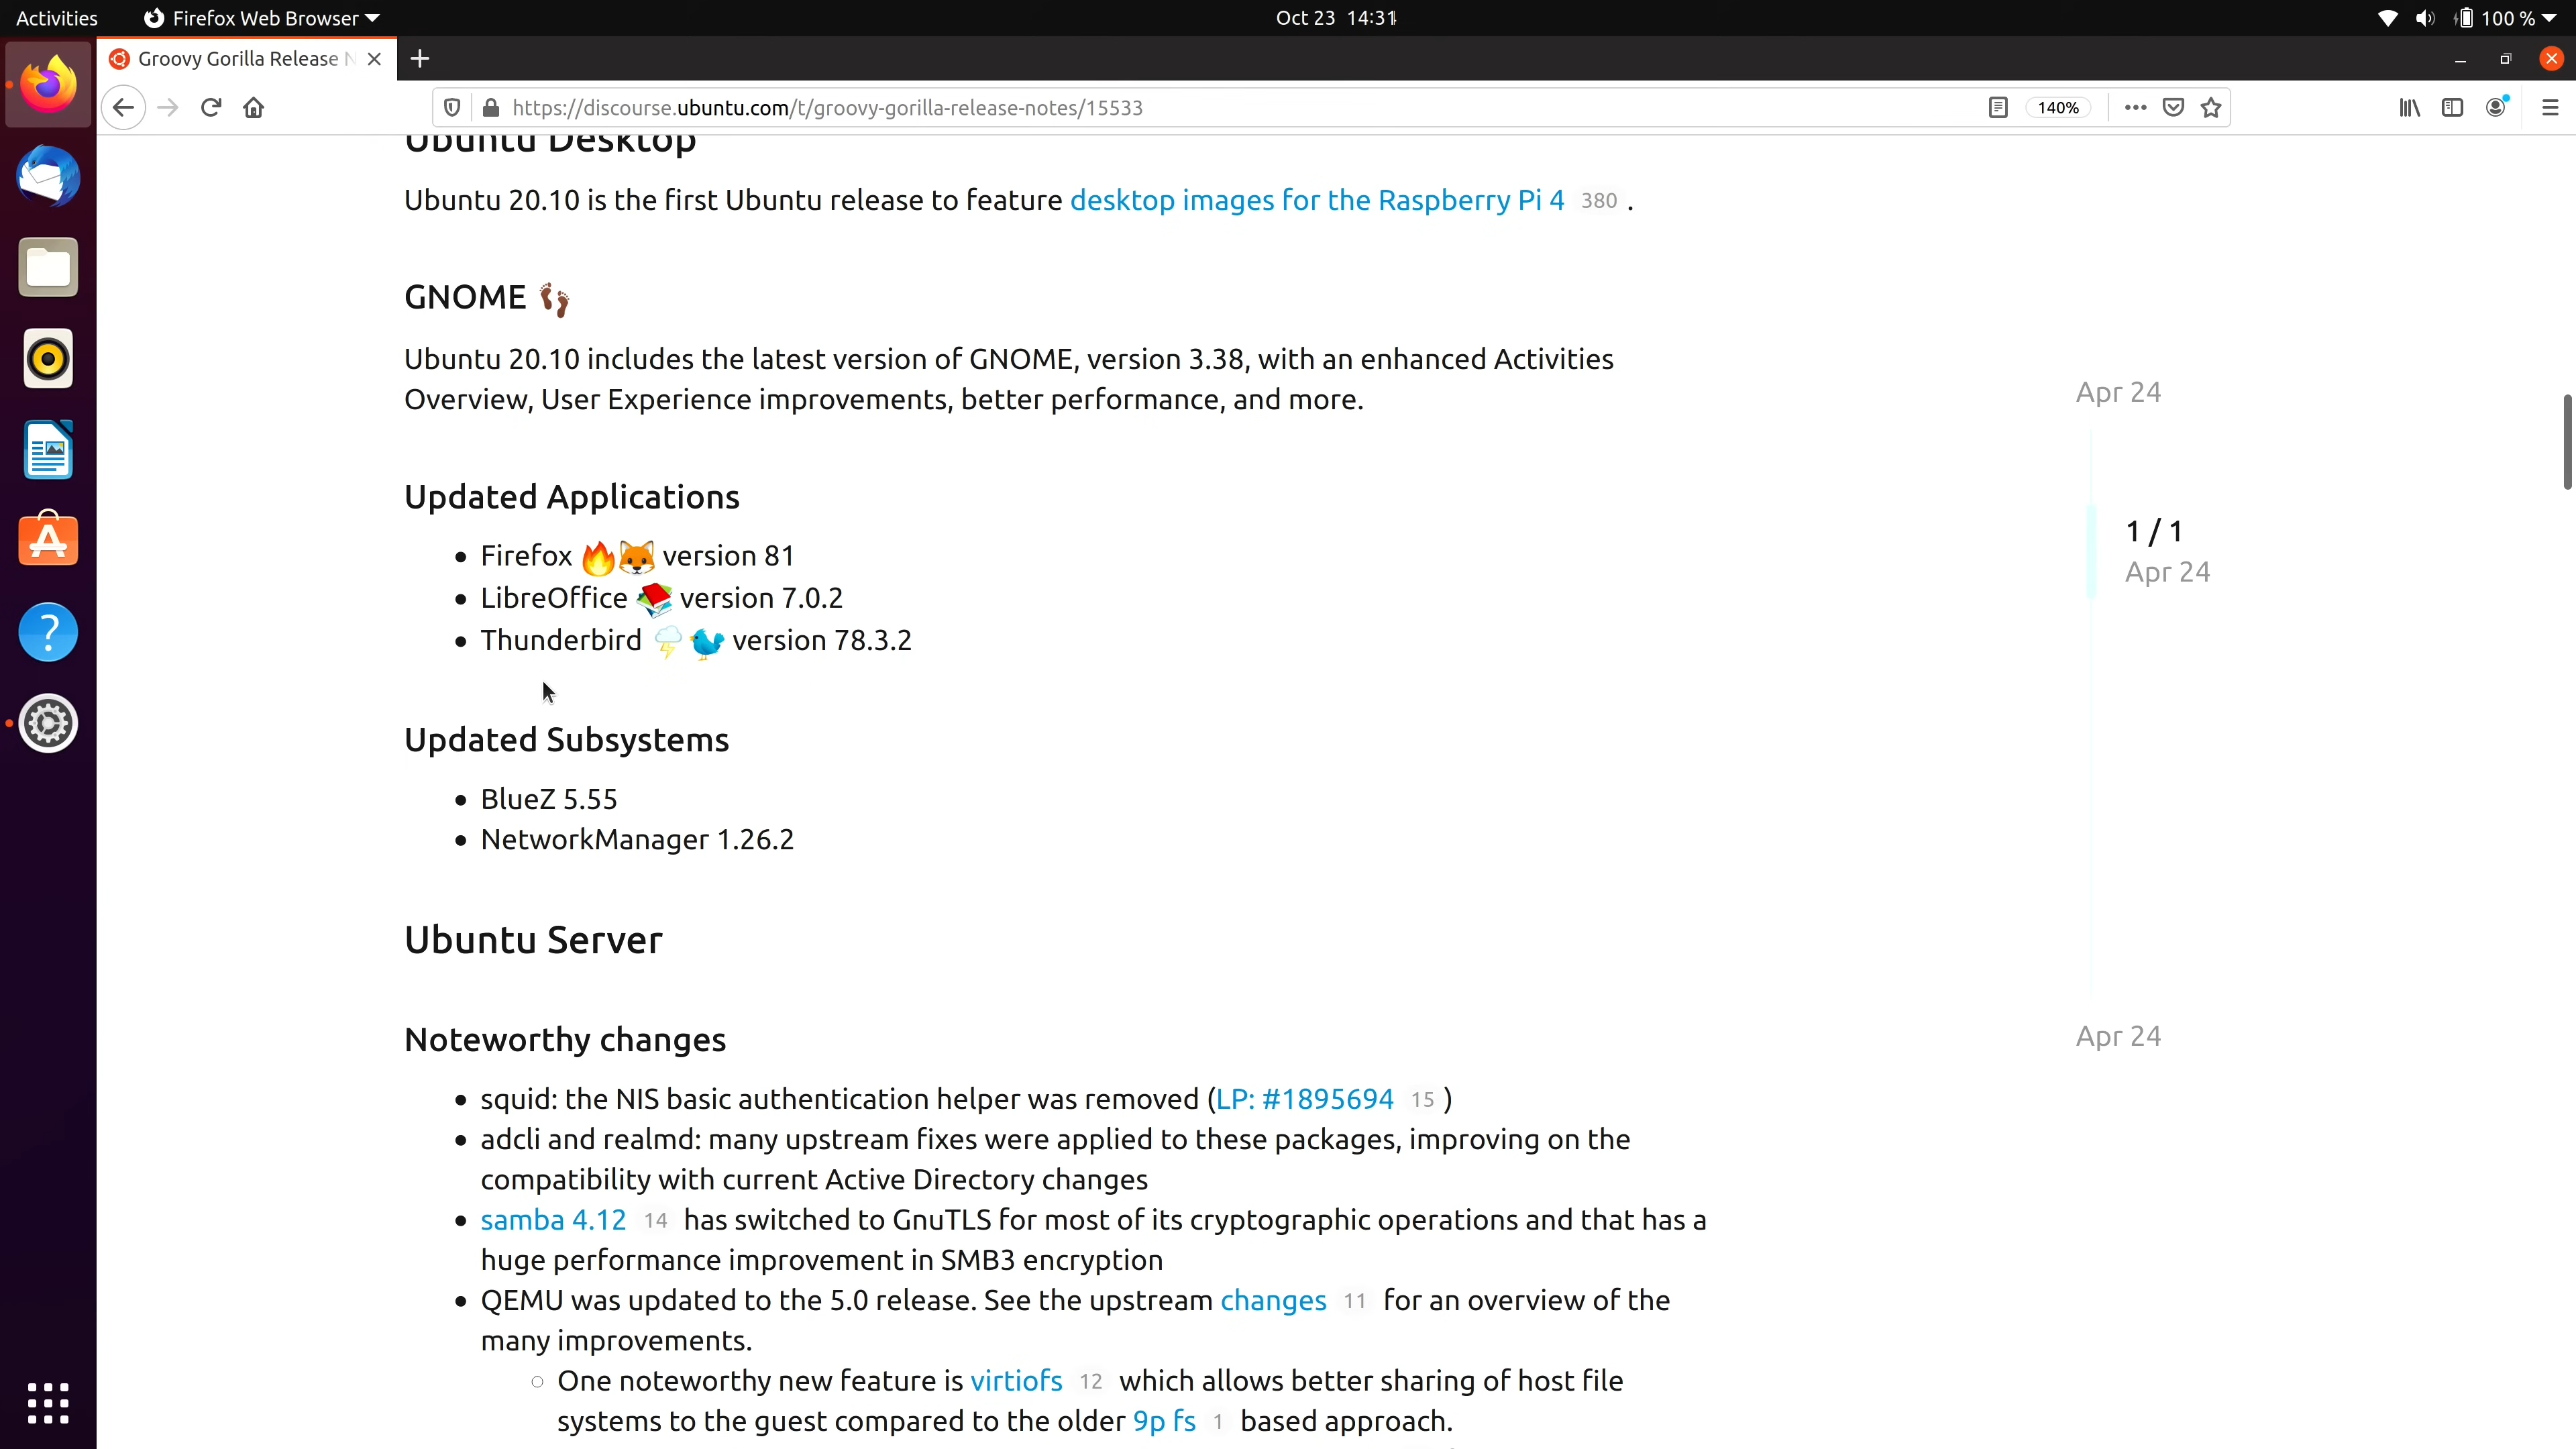 Activities
Firefox Web Browser
Oct 23 14:31
100 %
Groovy Gorilla Release N
https://discourse.ubuntu.com/t/groovy-gorilla-release-notes/15533
140%
Ubuntu Desktop
Ubuntu 20.10 is the first Ubuntu release to feature desktop images for the Raspberry Pi 4 380 .
GNOME 👣
Ubuntu 20.10 includes the latest version of GNOME, version 3.38, with an enhanced Activities
Overview, User Experience improvements, better performance, and more.
Updated Applications
• Firefox 🔥🦊 version 81
• LibreOffice 📚 version 7.0.2
• Thunderbird 🌩🐦 version 78.3.2
Updated Subsystems
• BlueZ 5.55
• NetworkManager 1.26.2
Ubuntu Server
Noteworthy changes
• squid: the NIS basic authentication helper was removed (LP: #1895694 15 )
• adcli and realmd: many upstream fixes were applied to these packages, improving on the
compatibility with current Active Directory changes
• samba 4.12 14 has switched to GnuTLS for most of its cryptographic operations and that has a
huge performance improvement in SMB3 encryption
• QEMU was updated to the 5.0 release. See the upstream changes 11 for an overview of the
many improvements.
○ One noteworthy new feature is virtiofs 12 which allows better sharing of host file
systems to the guest compared to the older 9p fs 1 based approach.
Apr 24
1 / 1
Apr 24
Apr 24